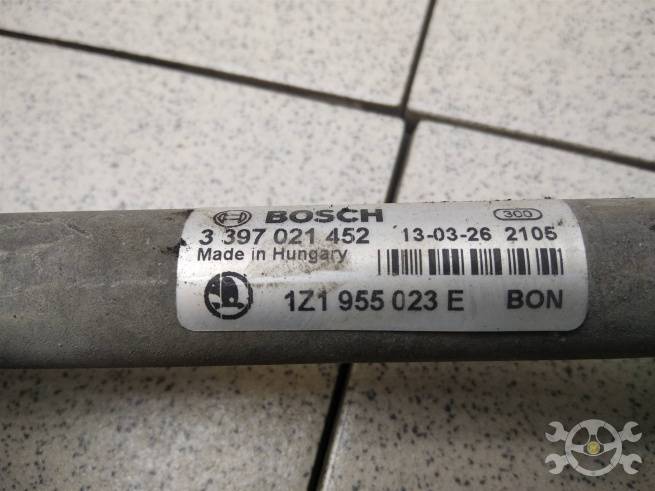 BOSCH 300
3 397 021 452 13-03-26 2105
Made in Hungary
1Z1 955 023 E BON